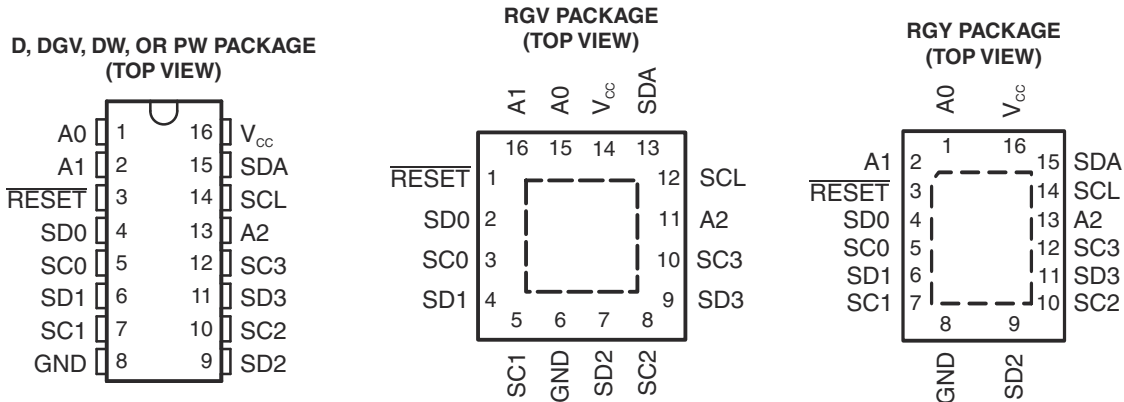 D, DGV, DW, OR PW PACKAGE
(TOP VIEW)
A0 1 16 Vcc
A1 2 15 SDA
RESET 3 14 SCL
SD0 4 13 A2
SC0 5 12 SC3
SD1 6 11 SD3
SC1 7 10 SC2
GND 8 9 SD2
RGV PACKAGE
(TOP VIEW)
A1 A0 Vcc SDA
16 15 14 13
RESET 1 12 SCL
SD0 2 11 A2
SC0 3 10 SC3
SD1 4 9 SD3
5 6 7 8
SC1 GND SD2 SC2
RGY PACKAGE
(TOP VIEW)
A0 Vcc
1 16
A1 2 15 SDA
RESET 3 14 SCL
SD0 4 13 A2
SC0 5 12 SC3
SD1 6 11 SD3
SC1 7 10 SC2
8 9
GND SD2